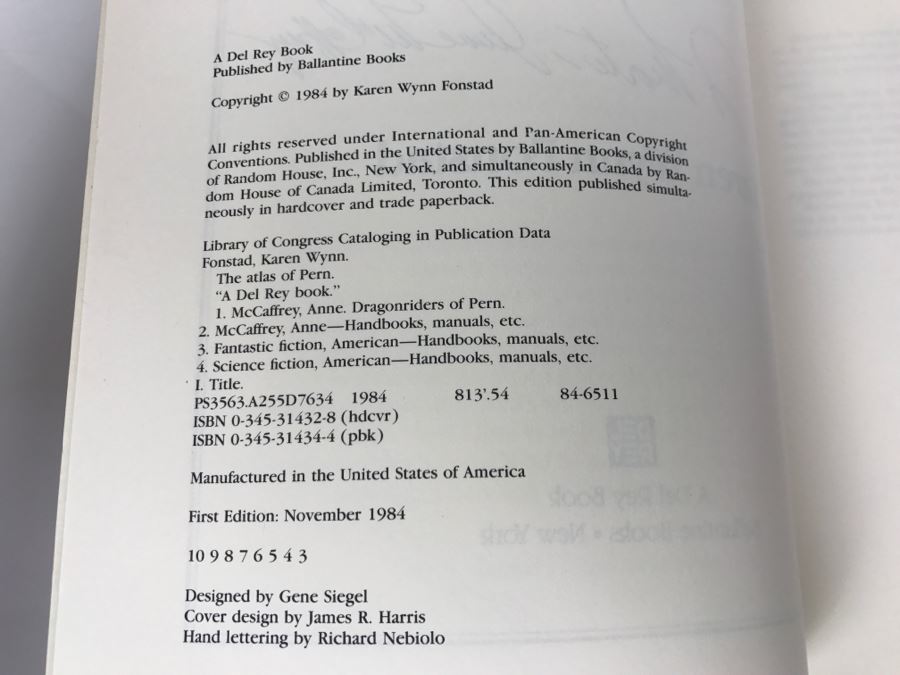 A Del Rey Book
Published by Ballantine Books
Copyright © 1984 by Karen Wynn Fonstad
All rights reserved under International and Pan-American Copyright
Conventions. Published in the United States by Ballantine Books, a division
of Random House, Inc., New York, and simultaneously in Canada by Ran-
dom House of Canada Limited, Toronto. This edition published simulta-
neously in hardcover and trade paperback.
Library of Congress Cataloging in Publication Data
Fonstad, Karen Wynn.
The atlas of Pern.
“A Del Rey book.”
1. McCaffrey, Anne. Dragonriders of Pern.
2. McCaffrey, Anne—Handbooks, manuals, etc.
3. Fantastic fiction, American—Handbooks, manuals, etc.
4. Science fiction, American—Handbooks, manuals, etc.
I. Title.
PS3563.A255D7634 1984 813'.54 84-6511
ISBN 0-345-31432-8 (hdcvr)
ISBN 0-345-31434-4 (pbk)
Manufactured in the United States of America
First Edition: November 1984
10 9 8 7 6 5 4 3
Designed by Gene Siegel
Cover design by James R. Harris
Hand lettering by Richard Nebiolo